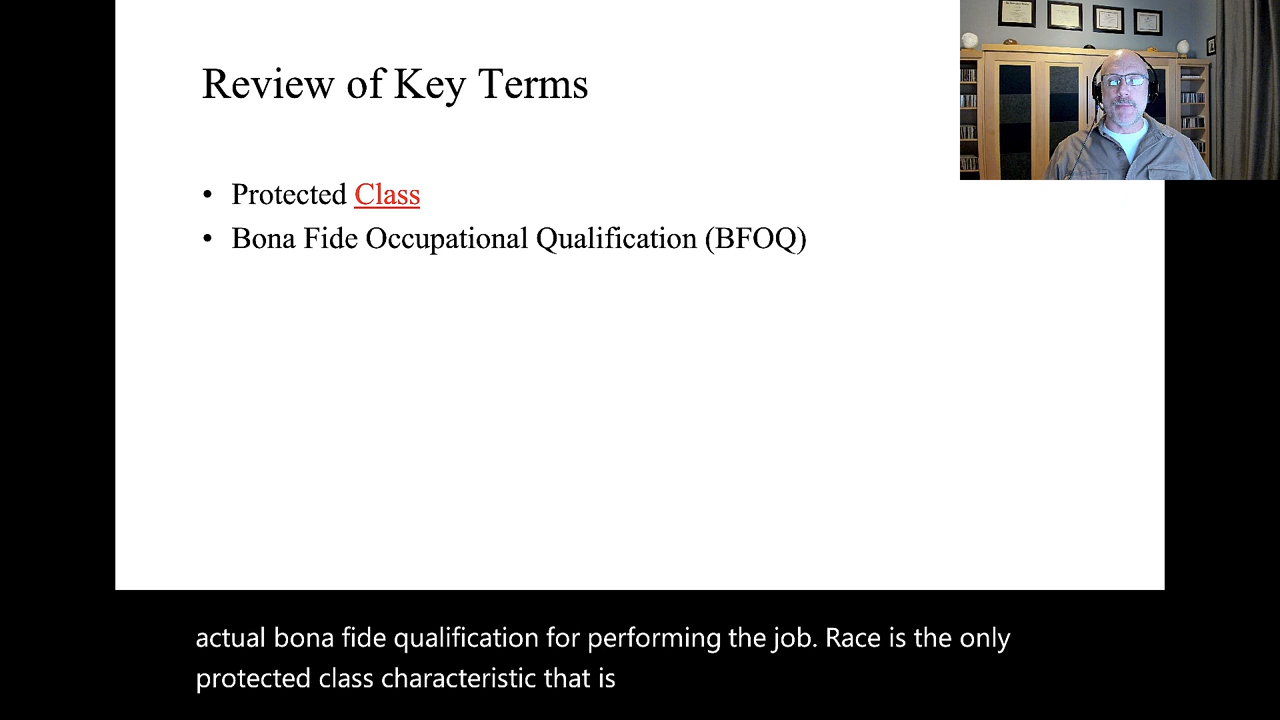 Review of Key Terms
• Protected Class
• Bona Fide Occupational Qualification (BFOQ)
actual bona fide qualification for performing the job. Race is the only
protected class characteristic that is